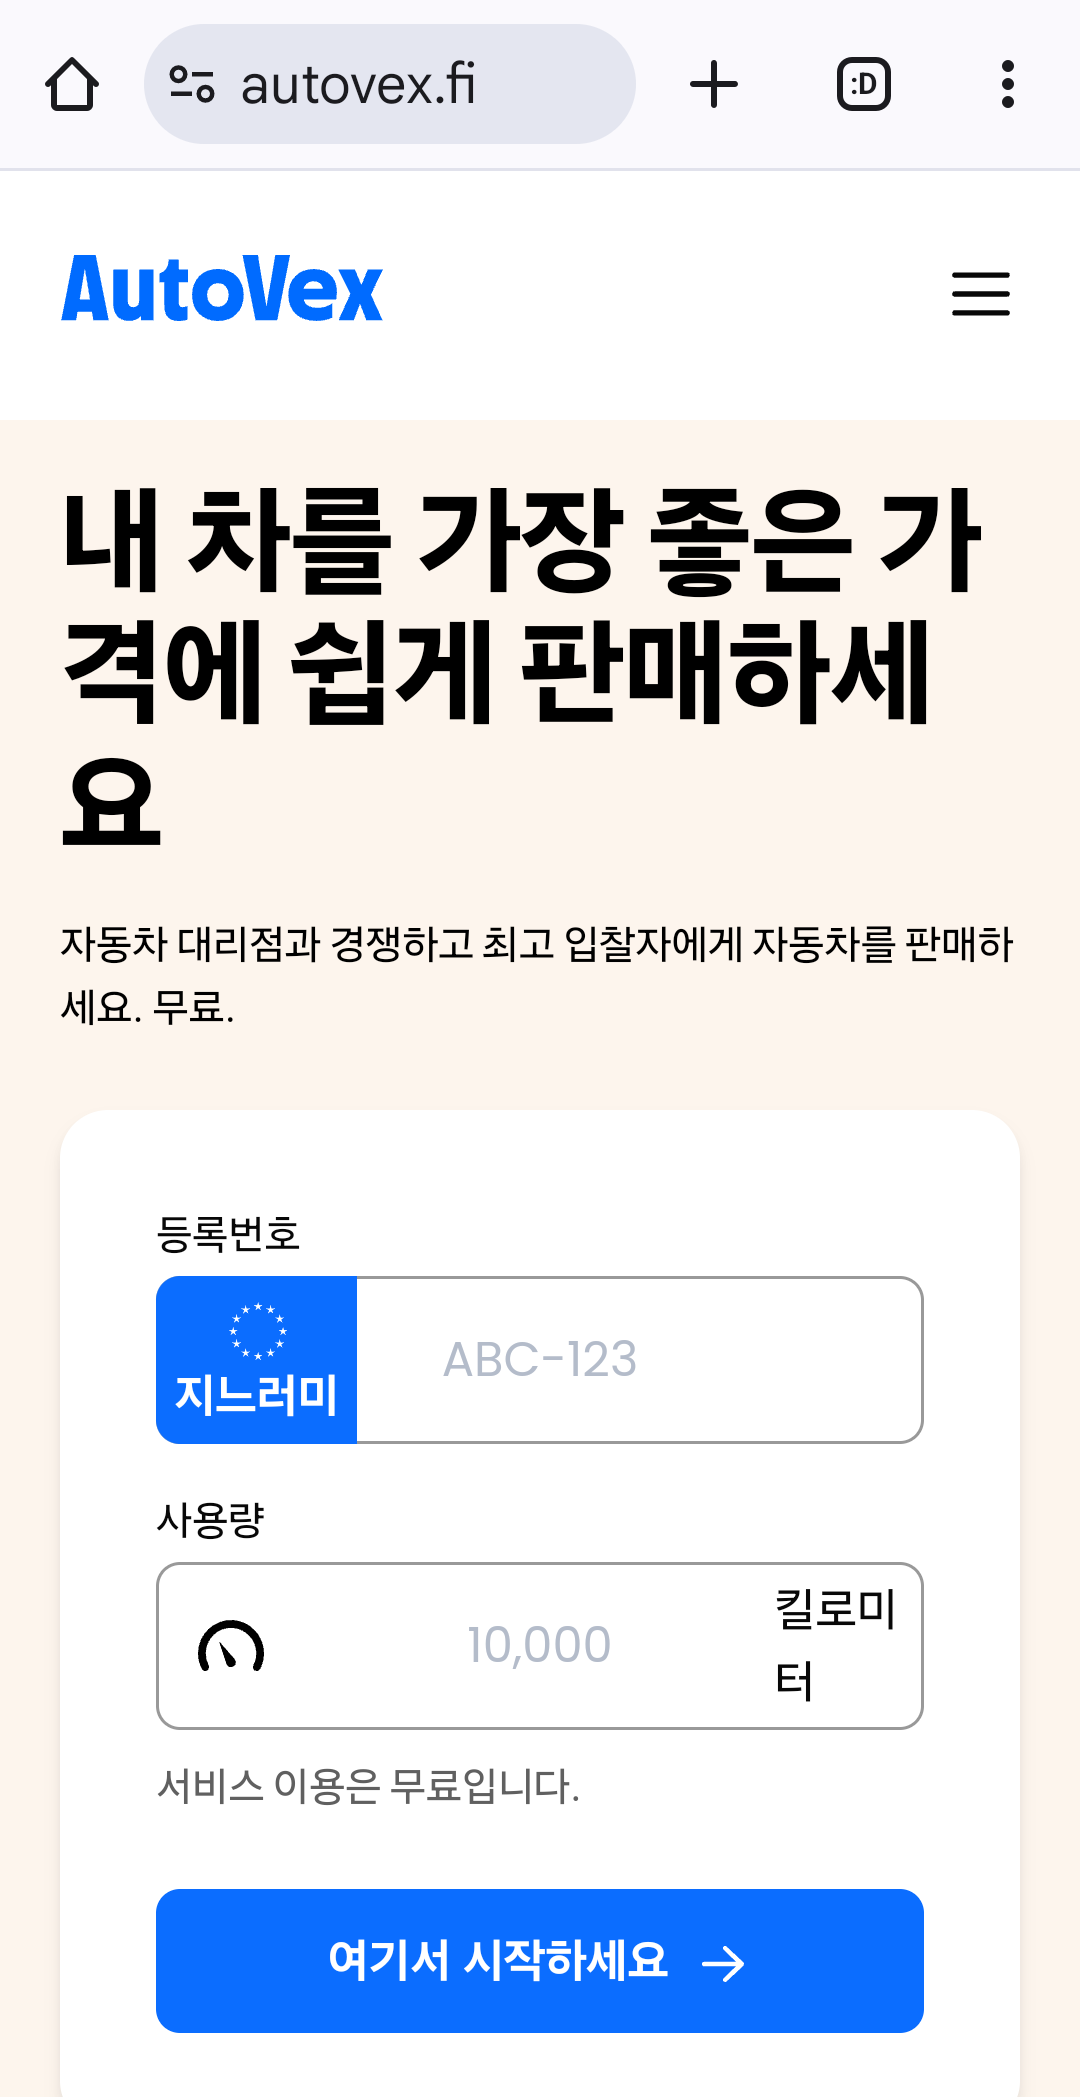 autovex.fi
:D
AutoVex
내 차를 가장 좋은 가
격에 쉽게 판매하세
요
자동차 대리점과 경쟁하고 최고 입찰자에게 자동차를 판매하
세요. 무료.
등록번호
지느러미
ABC-123
사용량
10,000
킬로미
터
서비스 이용은 무료입니다.
여기서 시작하세요 →